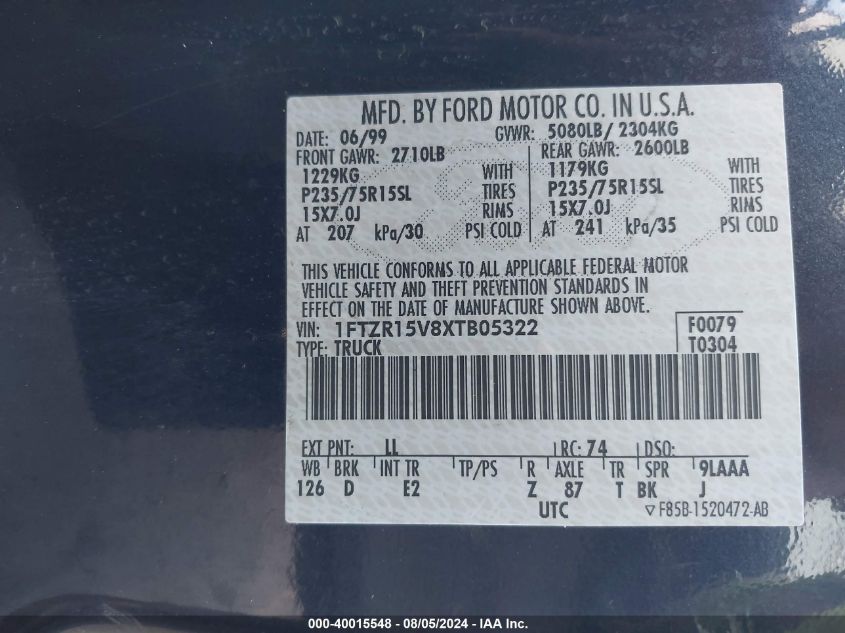 MFD. BY FORD MOTOR CO. IN U.S.A.
DATE: 06/99 GVWR: 5080LB/ 2304KG
FRONT GAWR: 2710LB REAR GAWR: 2600LB
1229KG WITH 1179KG WITH
P235/75R15SL TIRES P235/75R15SL TIRES
15X7.0J RIMS 15X7.0J RIMS
AT 207 kPa/30 PSI COLD AT 241 kPa/35 PSI COLD
THIS VEHICLE CONFORMS TO ALL APPLICABLE FEDERAL MOTOR
VEHICLE SAFETY AND THEFT PREVENTION STANDARDS IN
EFFECT ON THE DATE OF MANUFACTURE SHOWN ABOVE.
VIN: 1FTZR15V8XTB05322 F0079
TYPE: TRUCK T0304
EXT PNT: LL RC: 74 DSO:
WB BRK INT TR TP/PS R AXLE TR SPR 9LAAA
126 D E2 Z 87 T BK J
UTC ▽ F85B-1520472-AB
000-40015548 - 08/05/2024 - IAA Inc.